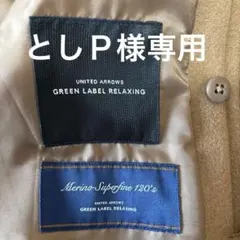 としP様専用
UNITED ARROWS
GREEN LABEL RELAXING
Merino-Superfine 120's
UNITED ARROWS
GREEN LABEL RELAXING